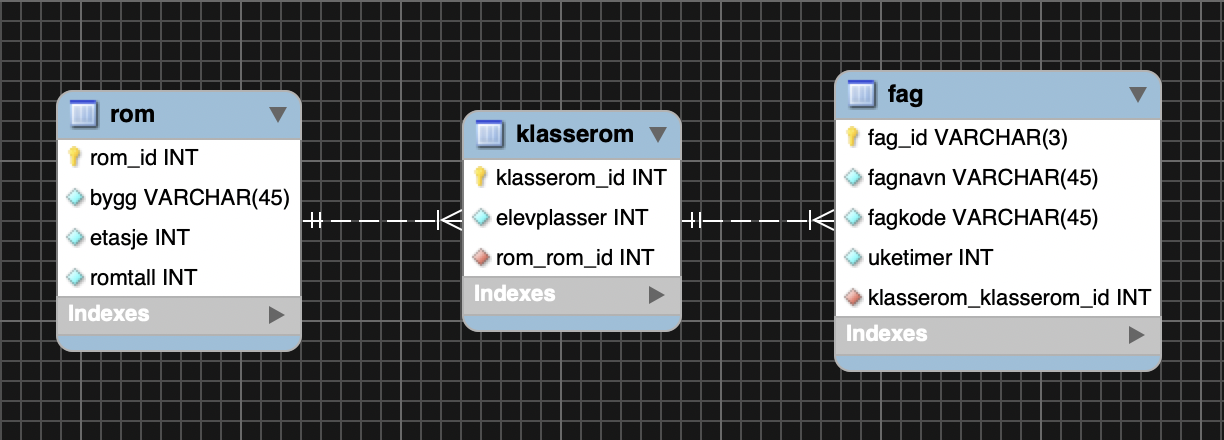 rom
rom_id INT
bygg VARCHAR(45)
etasje INT
romtall INT
Indexes
klasserom
klasserom_id INT
elevplasser INT
rom_rom_id INT
Indexes
fag
fag_id VARCHAR(3)
fagnavn VARCHAR(45)
fagkode VARCHAR(45)
uketimer INT
klasserom_klasserom_id INT
Indexes